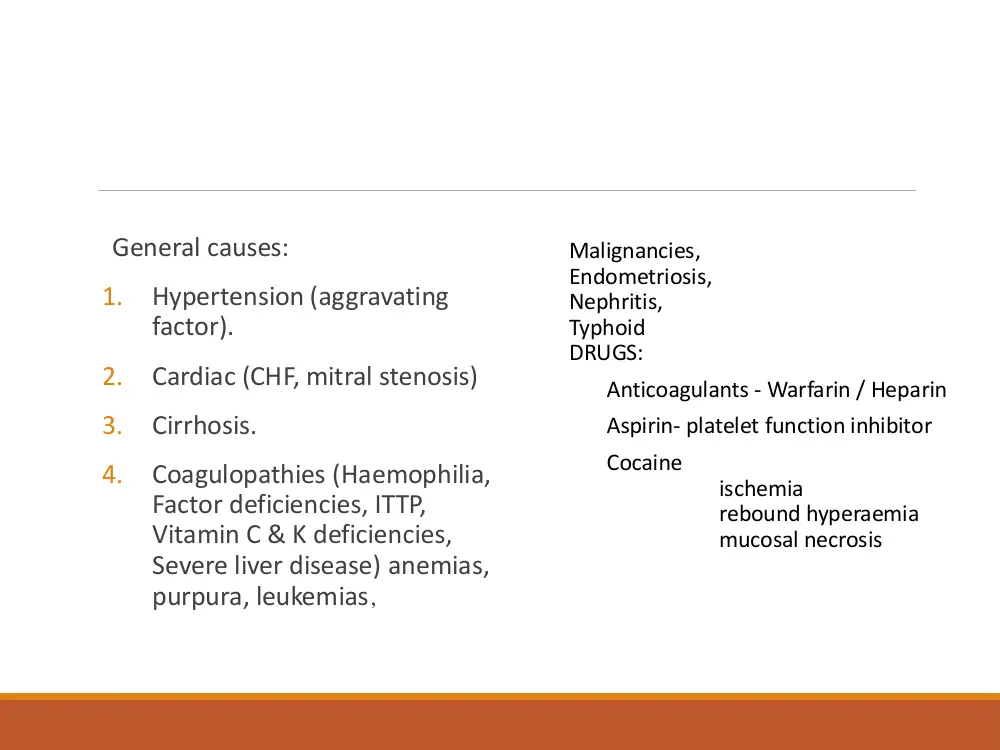 General causes:
1. Hypertension (aggravating
factor).
2. Cardiac (CHF, mitral stenosis)
3. Cirrhosis.
4. Coagulopathies (Haemophilia,
Factor deficiencies, ITTP,
Vitamin C & K deficiencies,
Severe liver disease) anemias,
purpura, leukemias,
Malignancies,
Endometriosis,
Nephritis,
Typhoid
DRUGS:
Anticoagulants - Warfarin / Heparin
Aspirin- platelet function inhibitor
Cocaine
ischemia
rebound hyperaemia
mucosal necrosis